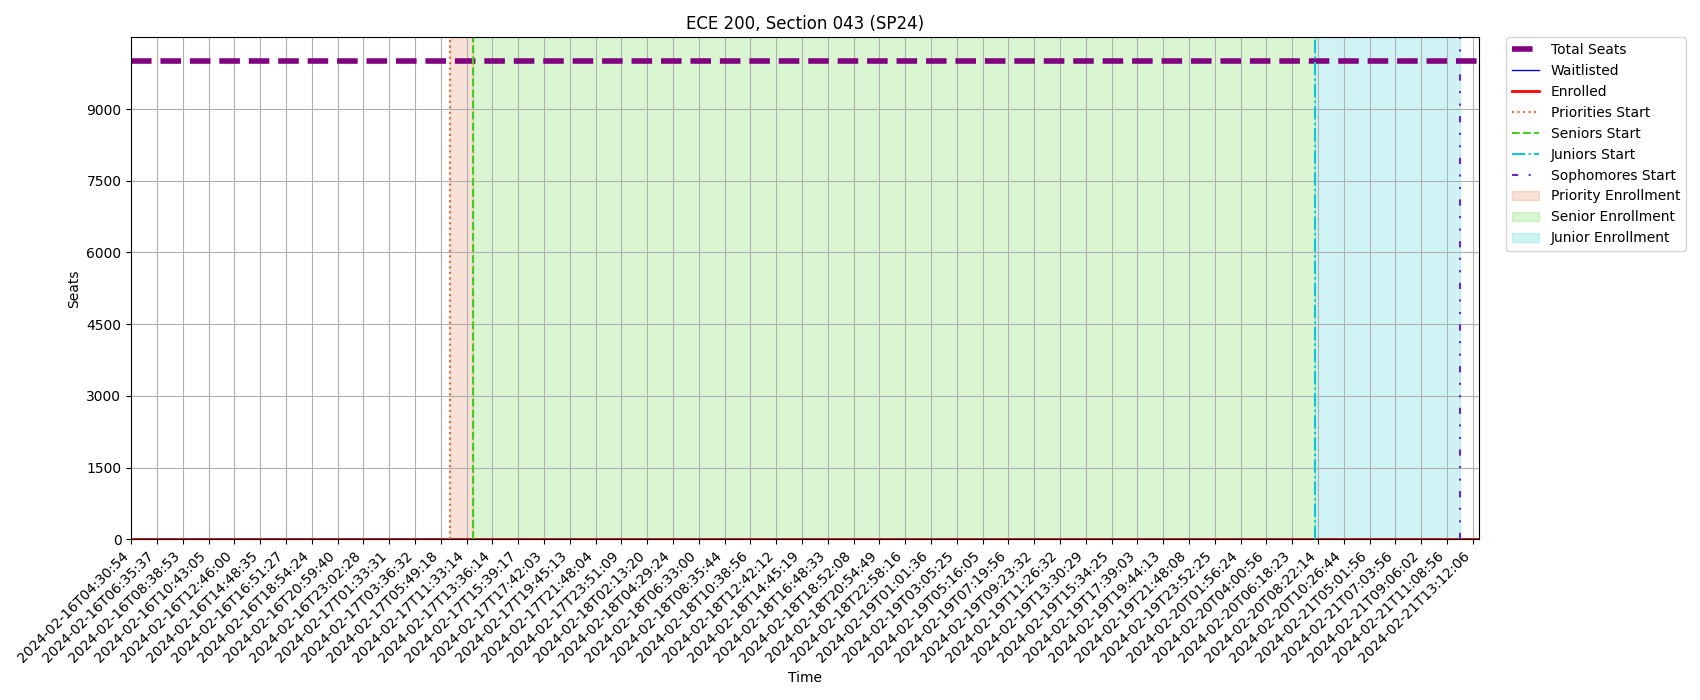 ECE 200, Section 043 (SP24)
Total Seats
Waitlisted
Enrolled
Priorities Start
Seniors Start
Juniors Start
Sophomores Start
Priority Enrollment
Senior Enrollment
Junior Enrollment
Seats
9000
7500
6000
4500
3000
1500
0
2024-02-16T04:30:54
2024-02-16T06:35:37
2024-02-16T08:38:53
2024-02-16T10:43:05
2024-02-16T12:46:00
2024-02-16T14:48:35
2024-02-16T16:51:27
2024-02-16T18:54:24
2024-02-16T20:59:40
2024-02-16T23:02:28
2024-02-17T01:33:31
2024-02-17T03:36:32
2024-02-17T05:49:18
2024-02-17T11:33:14
2024-02-17T13:36:14
2024-02-17T15:39:17
2024-02-17T17:42:03
2024-02-17T19:45:13
2024-02-17T21:48:04
2024-02-17T23:51:09
2024-02-18T02:13:20
2024-02-18T04:29:24
2024-02-18T06:33:00
2024-02-18T08:35:44
2024-02-18T10:38:56
2024-02-18T12:42:12
2024-02-18T14:45:19
2024-02-18T16:48:33
2024-02-18T18:52:08
2024-02-18T20:54:49
2024-02-18T22:58:16
2024-02-19T01:01:36
2024-02-19T03:05:25
2024-02-19T05:16:05
2024-02-19T07:19:56
2024-02-19T09:23:32
2024-02-19T11:26:32
2024-02-19T13:30:29
2024-02-19T15:34:25
2024-02-19T17:39:03
2024-02-19T19:44:13
2024-02-19T21:48:08
2024-02-19T23:52:25
2024-02-20T01:56:24
2024-02-20T04:00:56
2024-02-20T06:18:23
2024-02-20T08:22:14
2024-02-20T10:26:44
2024-02-21T05:01:56
2024-02-21T07:03:56
2024-02-21T09:06:02
2024-02-21T11:08:56
2024-02-21T13:12:06
Time